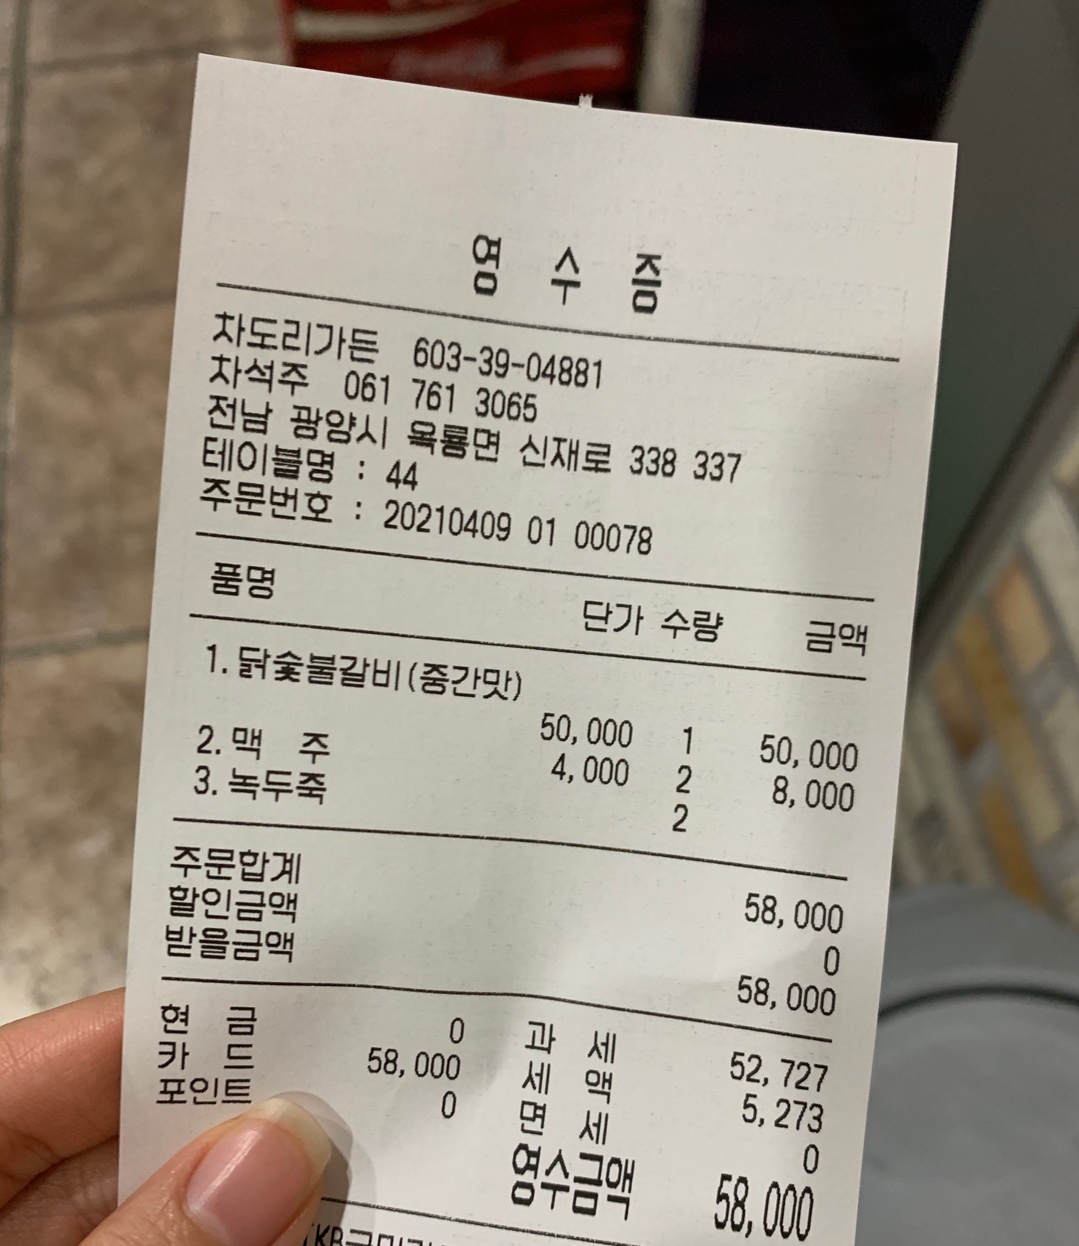 영 수 증
차도리가든 603-39-04881
차석주 061 761 3065
전남 광양시 옥룡면 신재로 338 337
테이블명 : 44
주문번호 : 20210409 01 00078
품명 단가 수량 금액
1. 닭숯불갈비(중간맛)
50,000 1 50,000
2. 맥 주 4,000 2 8,000
3. 녹두죽 2
주문합계 58,000
할인금액 0
받을금액 58,000
현 금 0 과 세 52,727
카 드 58,000 세 액 5,273
포인트 0 면 세 0
영수금액 58,000